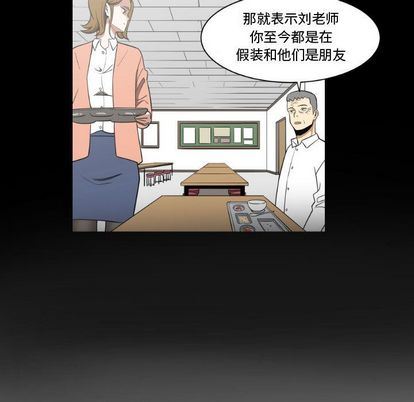 那就表示刘老师
你至今都是在
假装和他们是朋友